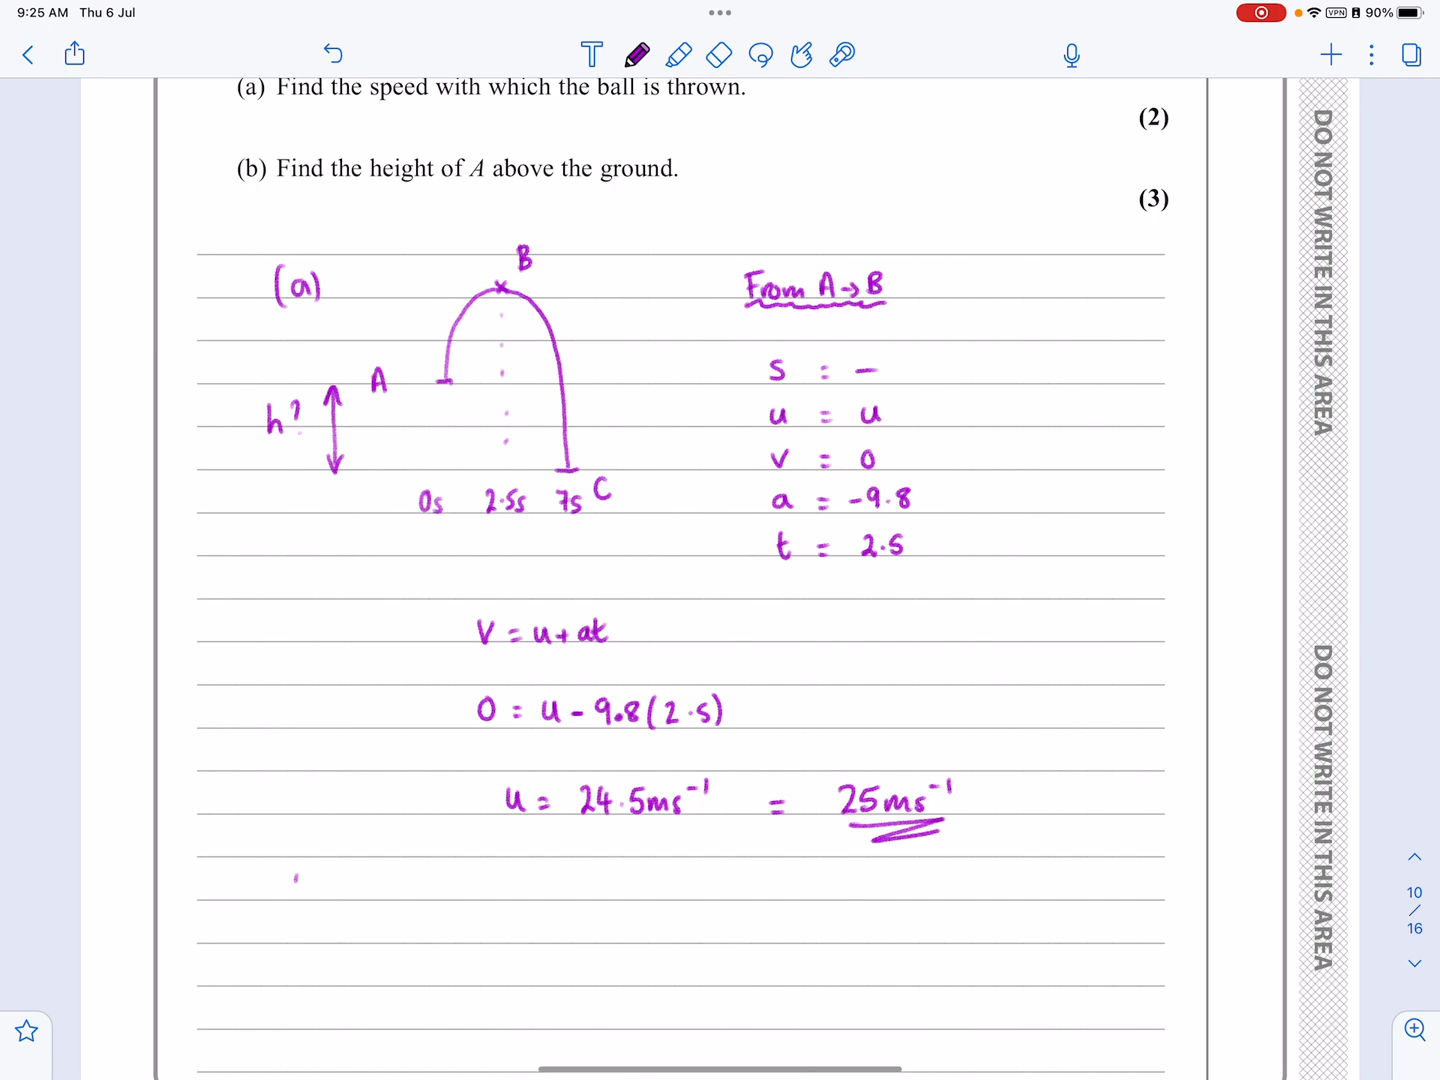 9:25 AM Thu 6 Jul
VPN 90%
(a) Find the speed with which the ball is thrown.
(2)
(b) Find the height of A above the ground.
(3)
(a)
B
A
h?
0s 2.5s 7s C
From A → B
s : –
u = u
v : 0
a = -9.8
t = 2.5
v = u + at
0 = u - 9.8(2.5)
u = 24.5ms⁻¹ = 25ms⁻¹
DO NOT WRITE IN THIS AREA
DO NOT WRITE IN THIS AREA
10
/
16